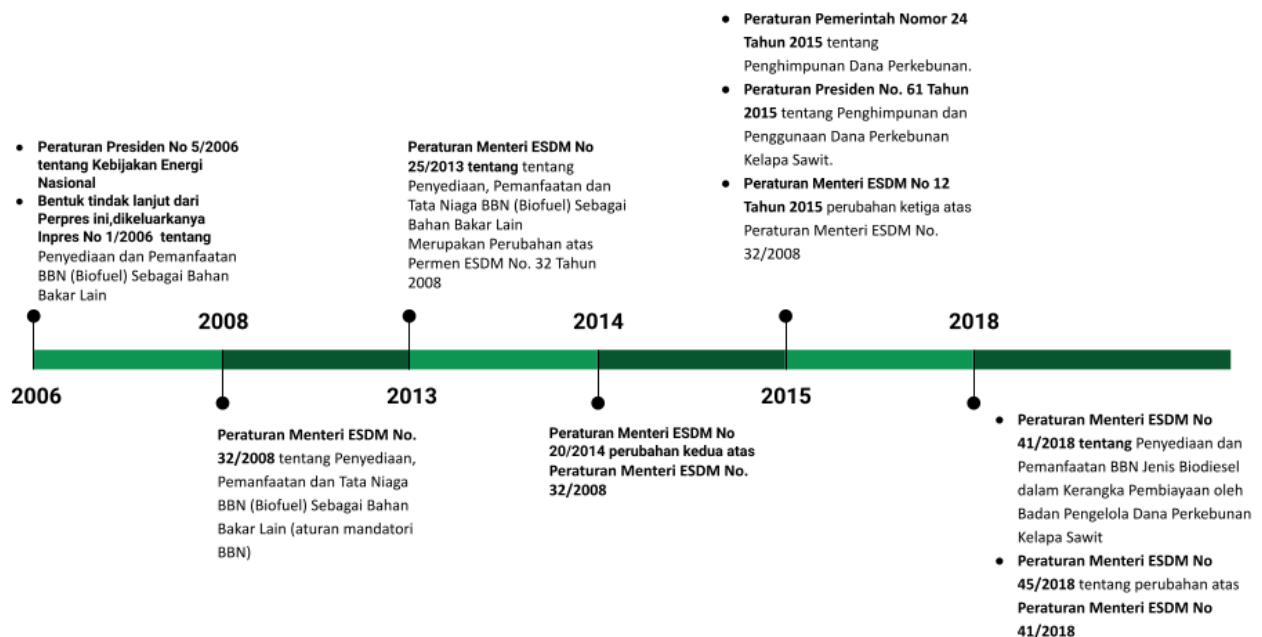 ● Peraturan Presiden No 5/2006
tentang Kebijakan Energi
Nasional
● Bentuk tindak lanjut dari
Perpres ini,dikeluarkanya
Inpres No 1/2006 tentang
Penyediaan dan Pemanfaatan
BBN (Biofuel) Sebagai Bahan
Bakar Lain
2006
2008
Peraturan Menteri ESDM No.
32/2008 tentang Penyediaan,
Pemanfaatan dan Tata Niaga
BBN (Biofuel) Sebagai Bahan
Bakar Lain (aturan mandatori
BBN)
Peraturan Menteri ESDM No
25/2013 tentang tentang
Penyediaan, Pemanfaatan dan
Tata Niaga BBN (Biofuel) Sebagai
Bahan Bakar Lain
Merupakan Perubahan atas
Permen ESDM No. 32 Tahun
2008
2013
2014
Peraturan Menteri ESDM No
20/2014 perubahan kedua atas
Peraturan Menteri ESDM No.
32/2008
● Peraturan Pemerintah Nomor 24
Tahun 2015 tentang
Penghimpunan Dana Perkebunan.
● Peraturan Presiden No. 61 Tahun
2015 tentang Penghimpunan dan
Penggunaan Dana Perkebunan
Kelapa Sawit.
● Peraturan Menteri ESDM No 12
Tahun 2015 perubahan ketiga atas
Peraturan Menteri ESDM No.
32/2008
2015
2018
● Peraturan Menteri ESDM No
41/2018 tentang Penyediaan dan
Pemanfaatan BBN Jenis Biodiesel
dalam Kerangka Pembiayaan oleh
Badan Pengelola Dana Perkebunan
Kelapa Sawit
● Peraturan Menteri ESDM No
45/2018 tentang perubahan atas
Peraturan Menteri ESDM No
41/2018